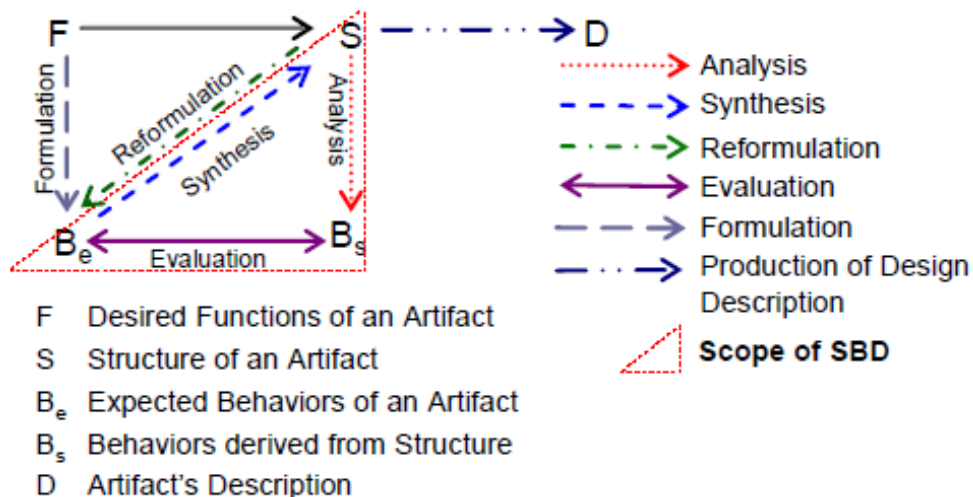 F
S
D
Formulation
Reformulation
Synthesis
Analysis
Be
Evaluation
Bs
Analysis
Synthesis
Reformulation
Evaluation
Formulation
Production of Design
Description
Scope of SBD
F Desired Functions of an Artifact
S Structure of an Artifact
Be Expected Behaviors of an Artifact
Bs Behaviors derived from Structure
D Artifact's Description